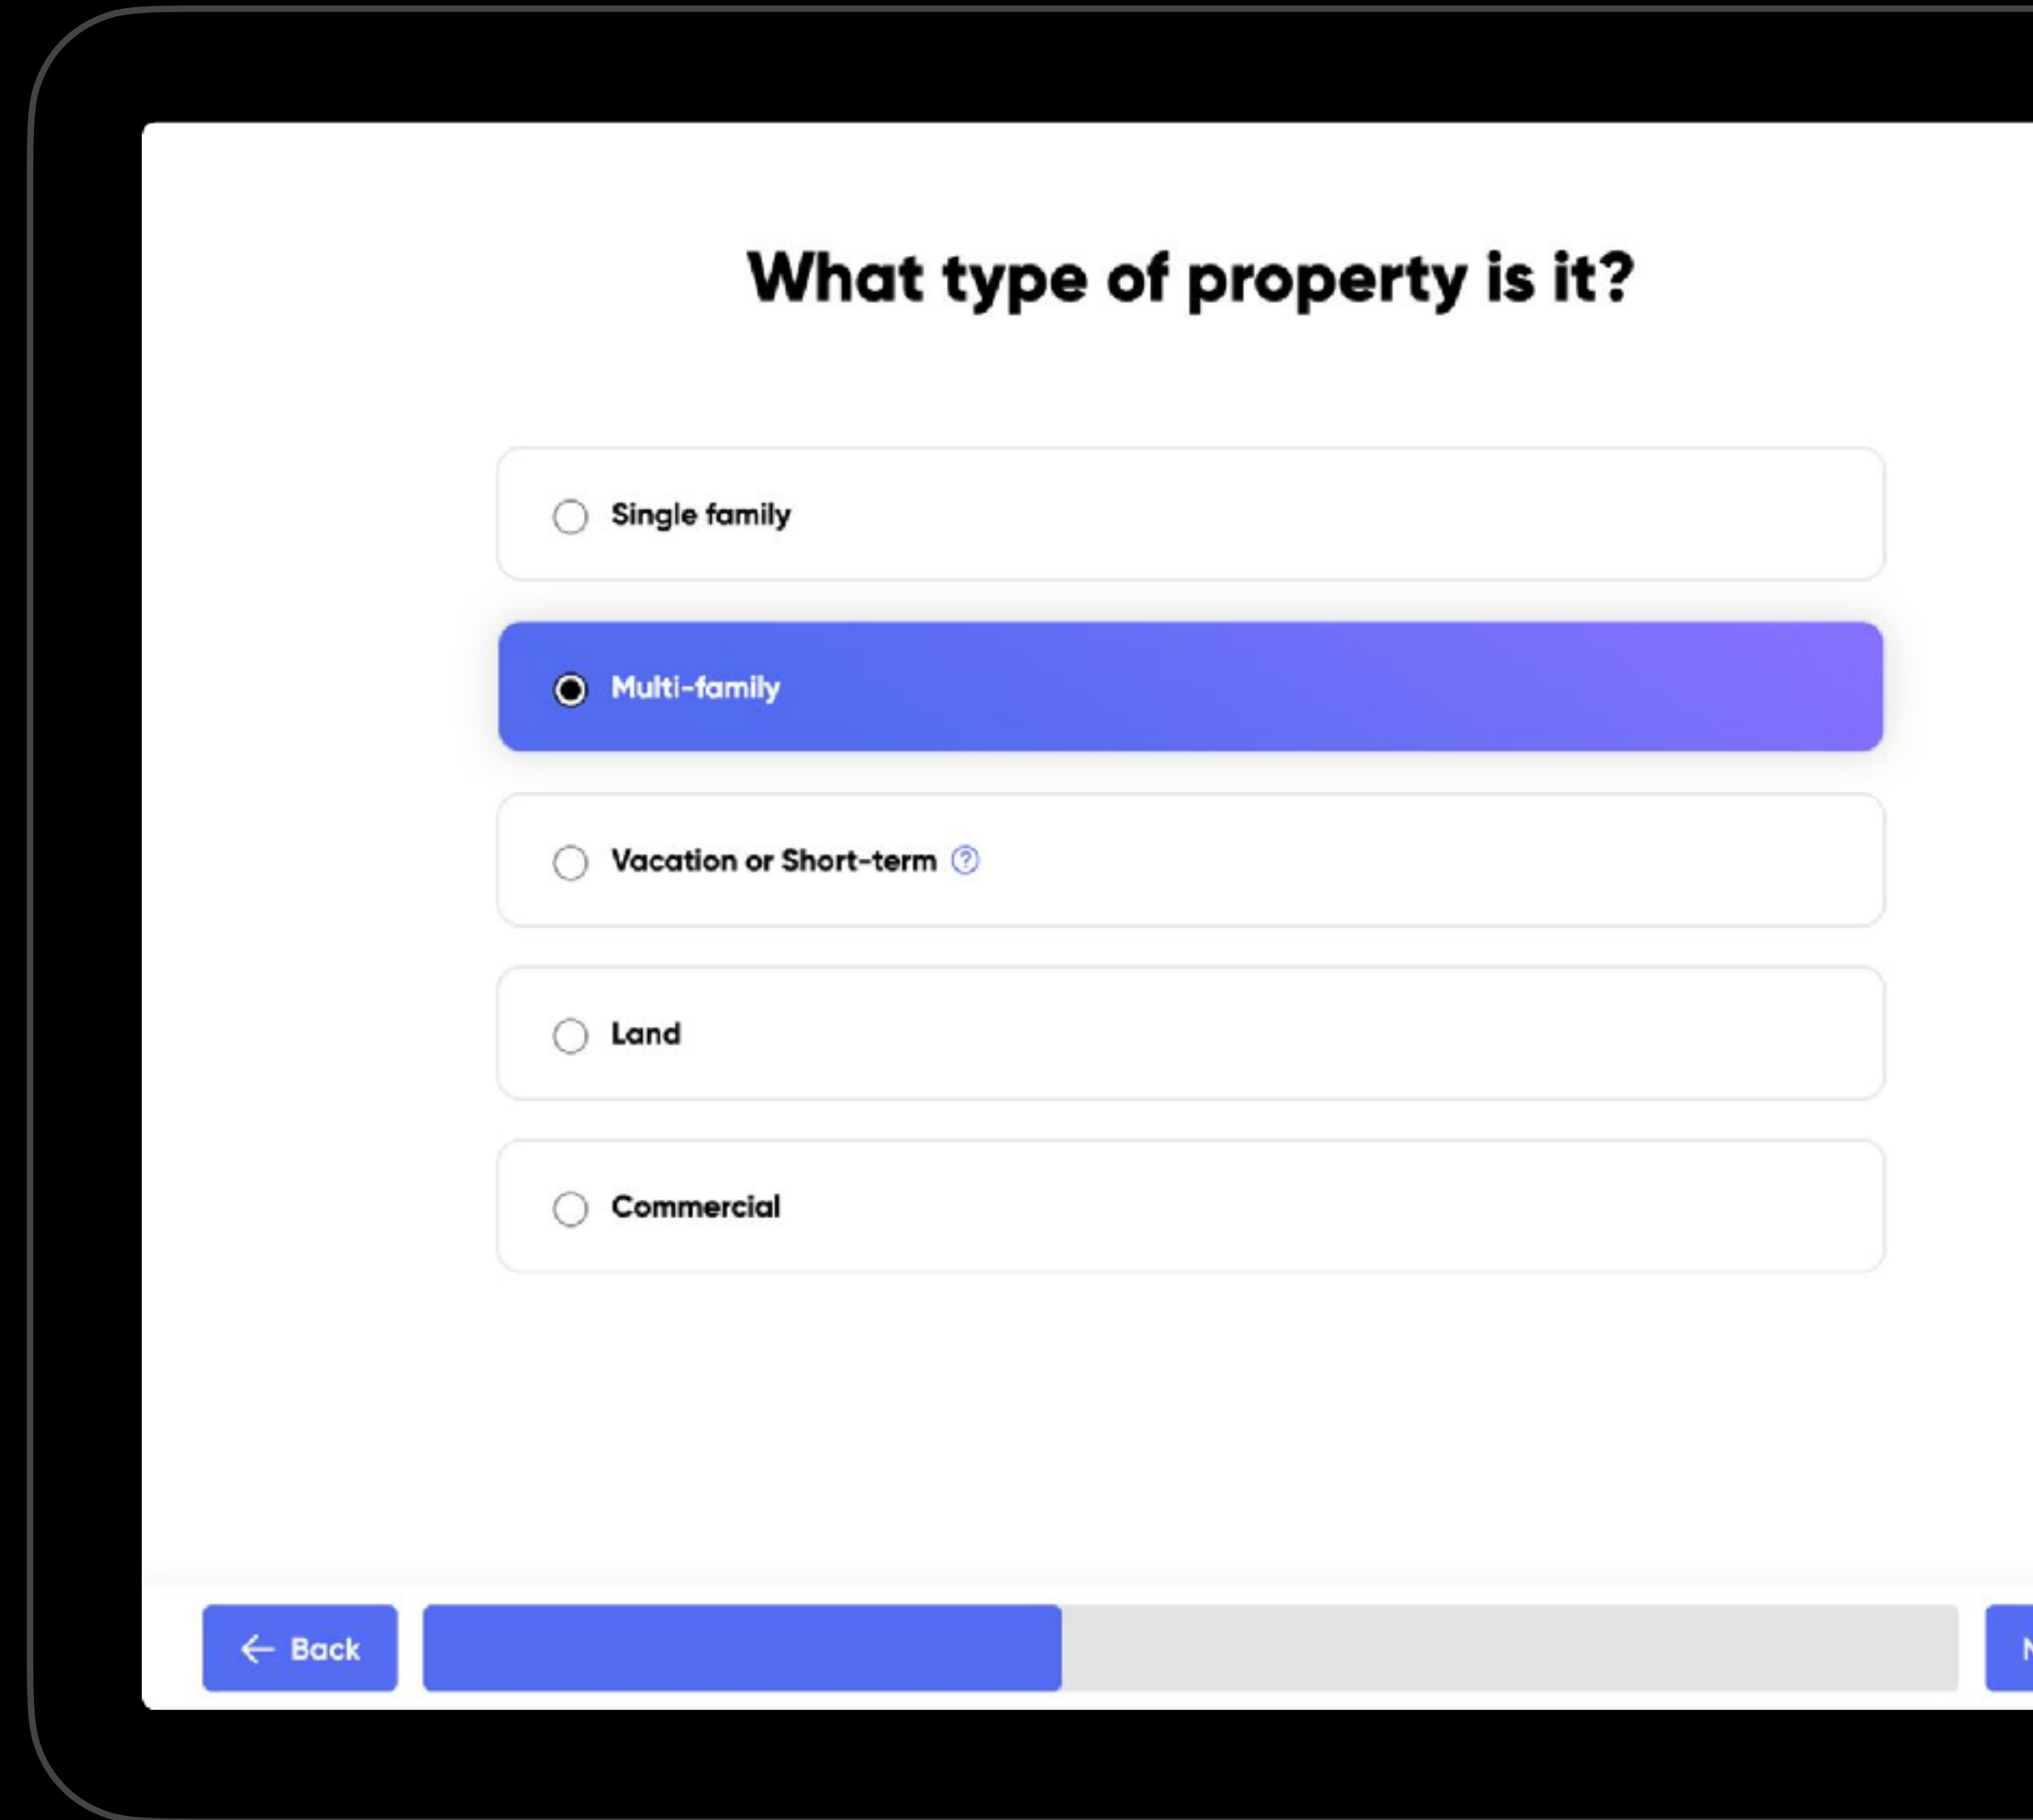 What type of property is it?
Single family
Multi-family
Vacation or Short-term ?
Land
Commercial
← Back